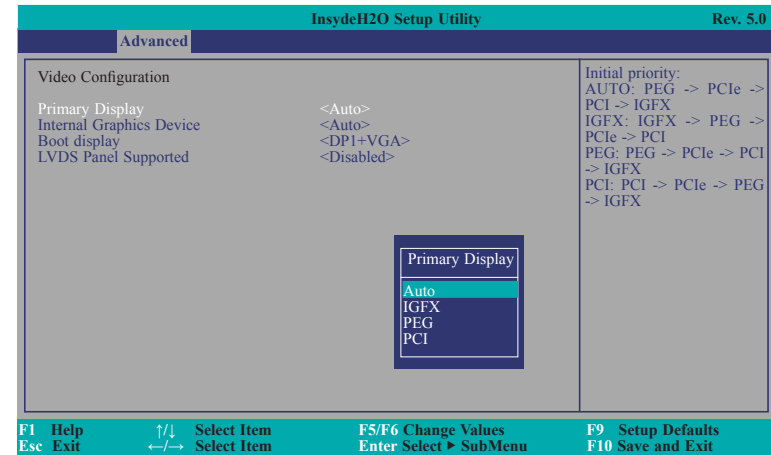 InsydeH2O Setup Utility Rev. 5.0
Advanced
Video Configuration
Primary Display <Auto>
Internal Graphics Device <Auto>
Boot display <DP1+VGA>
LVDS Panel Supported <Disabled>
Initial priority:
AUTO: PEG -> PCIe ->
PCI -> IGFX
IGFX: IGFX -> PEG ->
PCIe -> PCI
PEG: PEG -> PCIe -> PCI
-> IGFX
PCI: PCI -> PCIe -> PEG
-> IGFX
Primary Display
Auto
IGFX
PEG
PCI
F1 Help ↑/↓ Select Item F5/F6 Change Values F9 Setup Defaults
Esc Exit ←/→ Select Item Enter Select ▶ SubMenu F10 Save and Exit